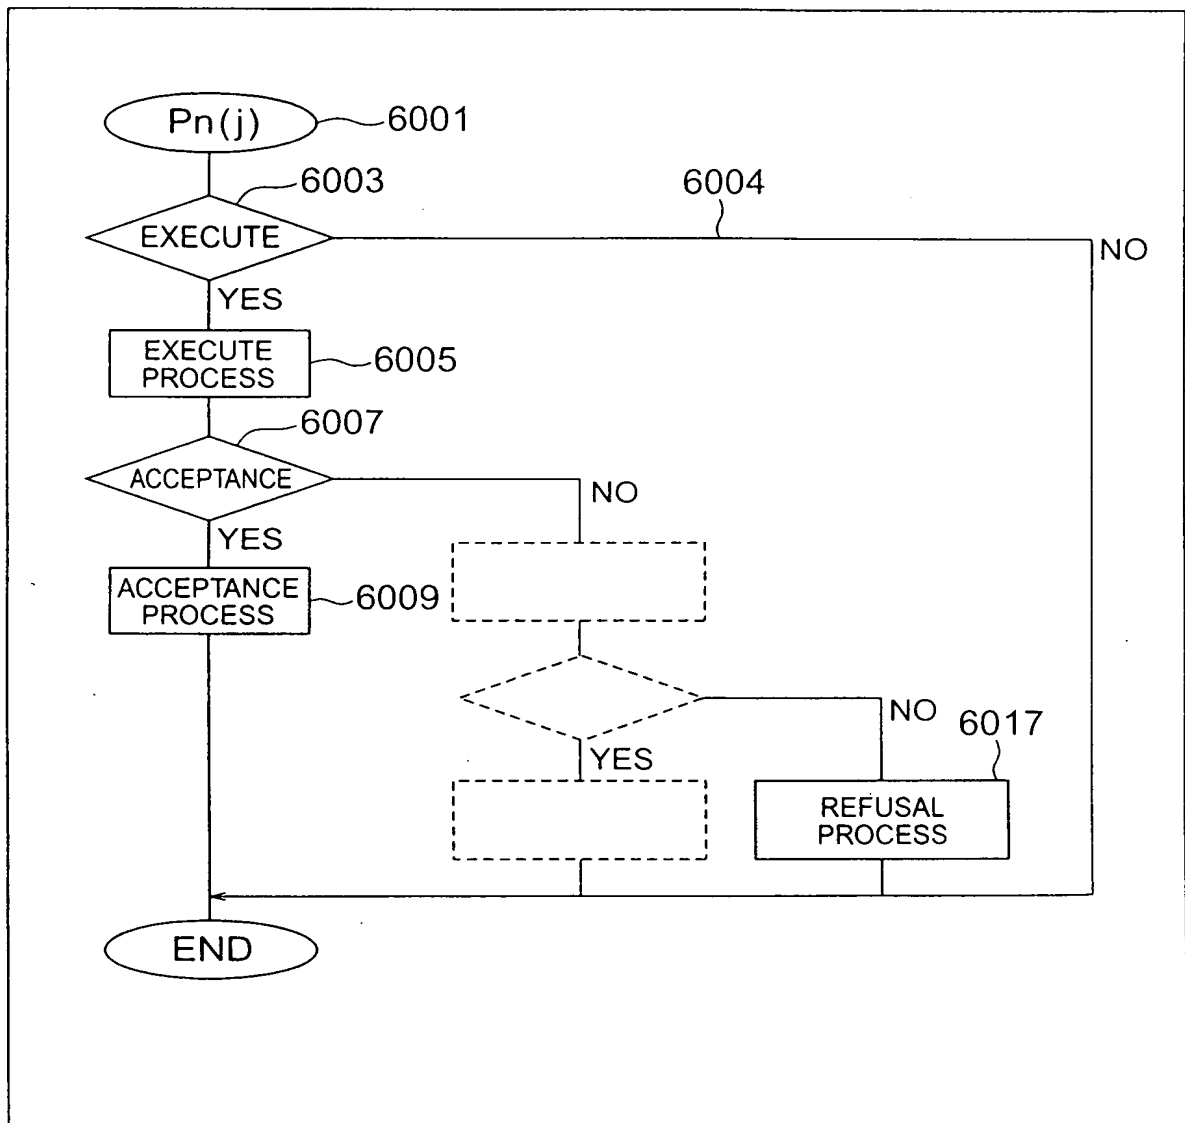 Pn(j)
6001
6003
6004
EXECUTE
NO
YES
EXECUTE
PROCESS
6005
6007
ACCEPTANCE
NO
YES
ACCEPTANCE
PROCESS
6009
NO
6017
YES
REFUSAL
PROCESS
END